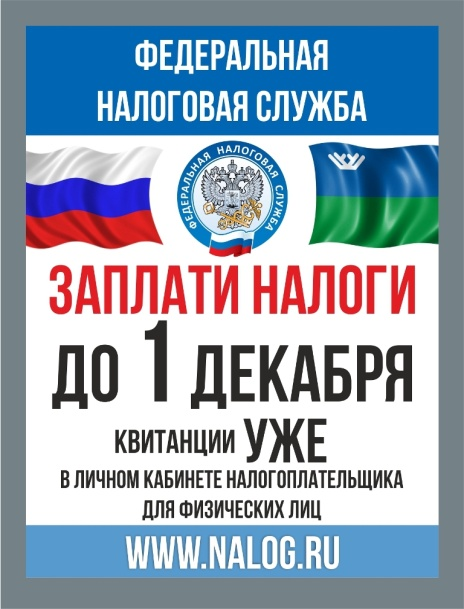 ФЕДЕРАЛЬНАЯ
НАЛОГОВАЯ СЛУЖБА
ФЕДЕРАЛЬНАЯ НАЛОГОВАЯ СЛУЖБА
ЗАПЛАТИ НАЛОГИ
ДО 1 ДЕКАБРЯ
КВИТАНЦИИ УЖЕ
В ЛИЧНОМ КАБИНЕТЕ НАЛОГОПЛАТЕЛЬЩИКА
ДЛЯ ФИЗИЧЕСКИХ ЛИЦ
WWW.NALOG.RU